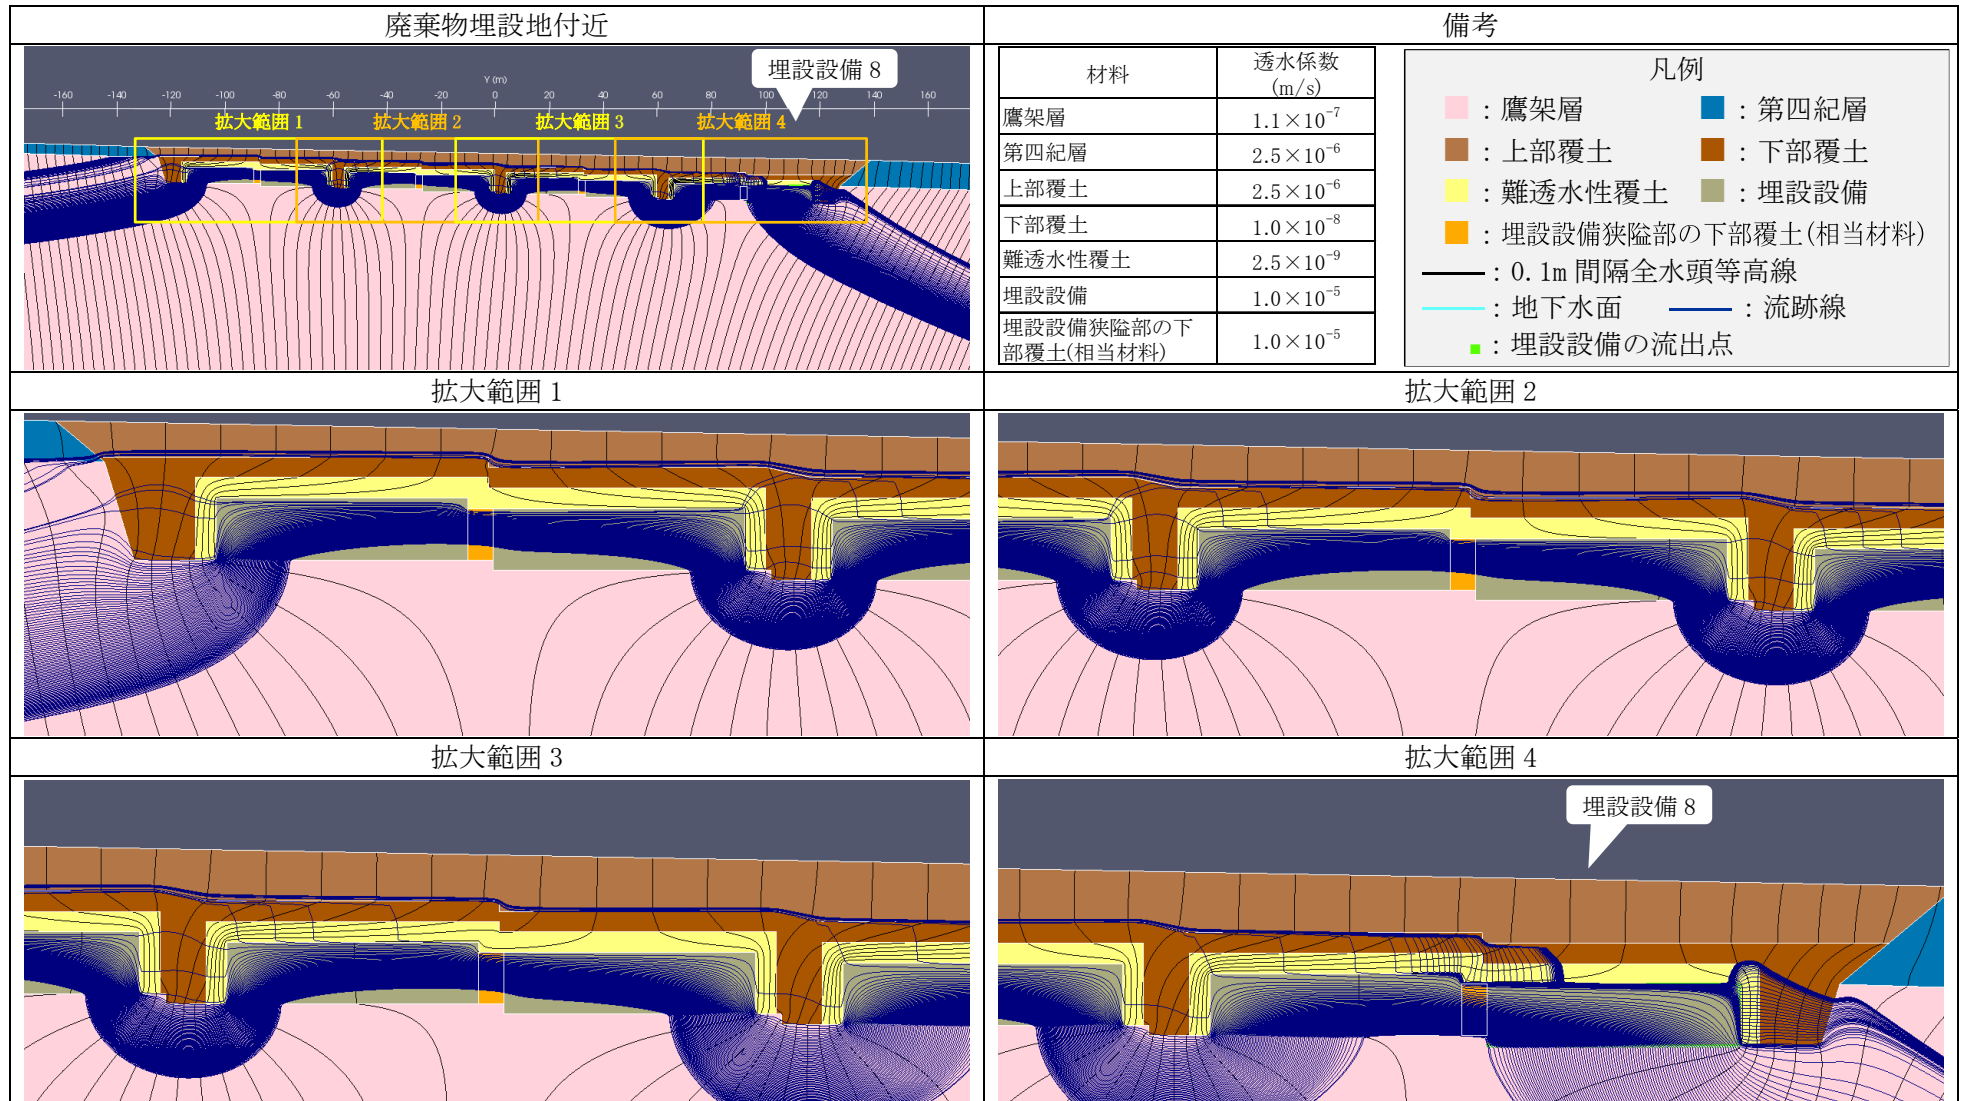 廃棄物埋設地付近
備考
埋設設備 8
Y (m)
-160 -140 -120 -100 -80 -60 -40 -20 0 20 40 60 80 100 120 140 160
拡大範囲 1 拡大範囲 2 拡大範囲 3 拡大範囲 4
材料 透水係数 (m/s)
鷹架層 1.1×10⁻⁷
第四紀層 2.5×10⁻⁶
上部覆土 2.5×10⁻⁶
下部覆土 1.0×10⁻⁸
難透水性覆土 2.5×10⁻⁹
埋設設備 1.0×10⁻⁵
埋設設備狭隘部の下
部覆土(相当材料) 1.0×10⁻⁵
凡例
：鷹架層 ：第四紀層
：上部覆土 ：下部覆土
：難透水性覆土 ：埋設設備
：埋設設備狭隘部の下部覆土(相当材料)
：0.1m 間隔全水頭等高線
：地下水面 ：流跡線
：埋設設備の流出点
拡大範囲 1
拡大範囲 2
拡大範囲 3
拡大範囲 4
埋設設備 8